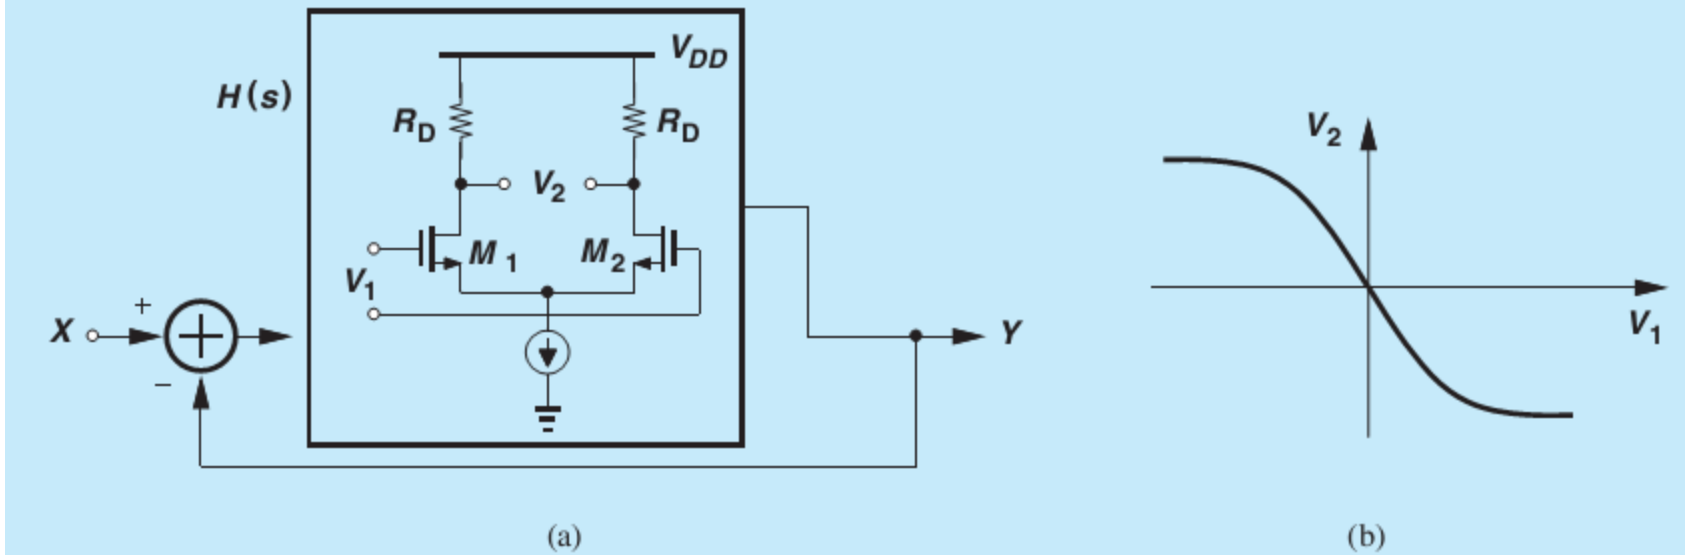 V_DD
H(s)
R_D
R_D
V_2
M_1
M_2
V_1
+
X
Y
−
(a)
V_2
V_1
(b)